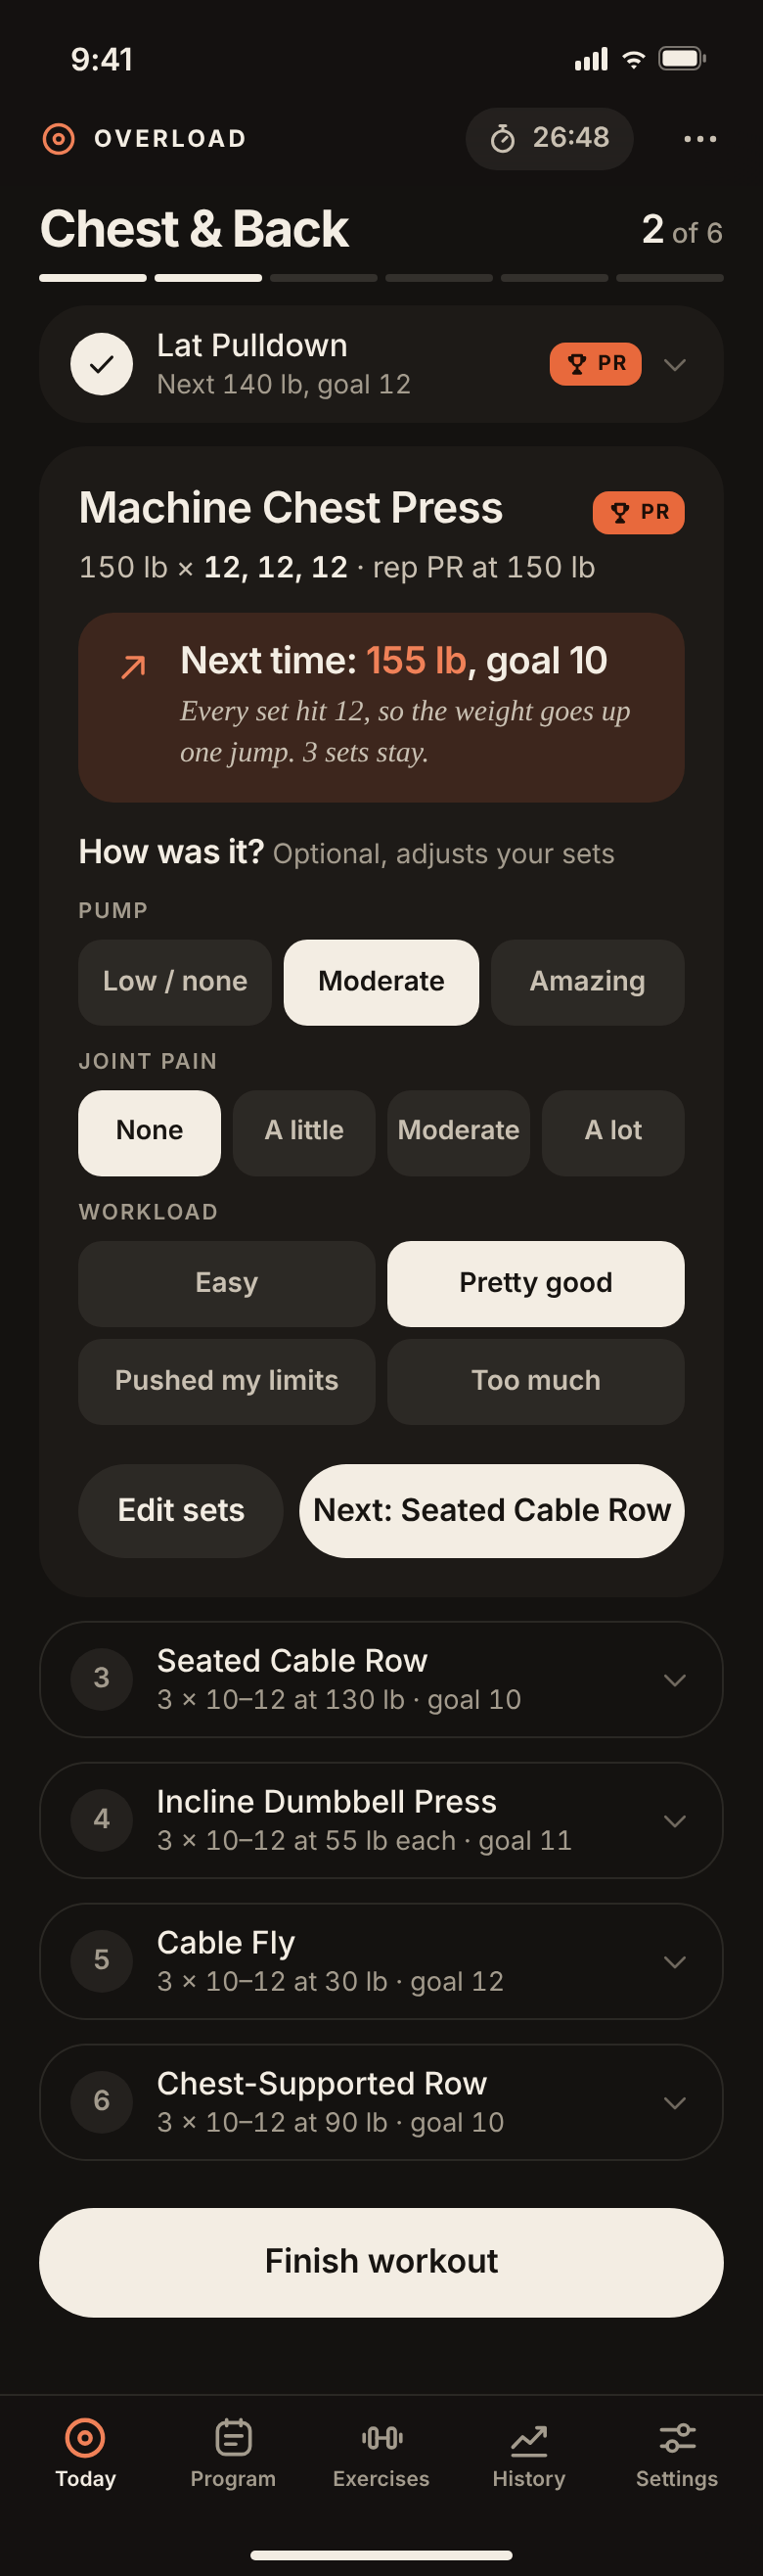 9:41
OVERLOAD
26:48
Chest & Back
2 of 6
Lat Pulldown
Next 140 lb, goal 12
PR
Machine Chest Press
PR
150 lb × 12, 12, 12 · rep PR at 150 lb
Next time: 155 lb, goal 10
Every set hit 12, so the weight goes up
one jump. 3 sets stay.
How was it? Optional, adjusts your sets
PUMP
Low / none
Moderate
Amazing
JOINT PAIN
None
A little
Moderate
A lot
WORKLOAD
Easy
Pretty good
Pushed my limits
Too much
Edit sets
Next: Seated Cable Row
3
Seated Cable Row
3 × 10–12 at 130 lb · goal 10
4
Incline Dumbbell Press
3 × 10–12 at 55 lb each · goal 11
5
Cable Fly
3 × 10–12 at 30 lb · goal 12
6
Chest-Supported Row
3 × 10–12 at 90 lb · goal 10
Finish workout
Today
Program
Exercises
History
Settings